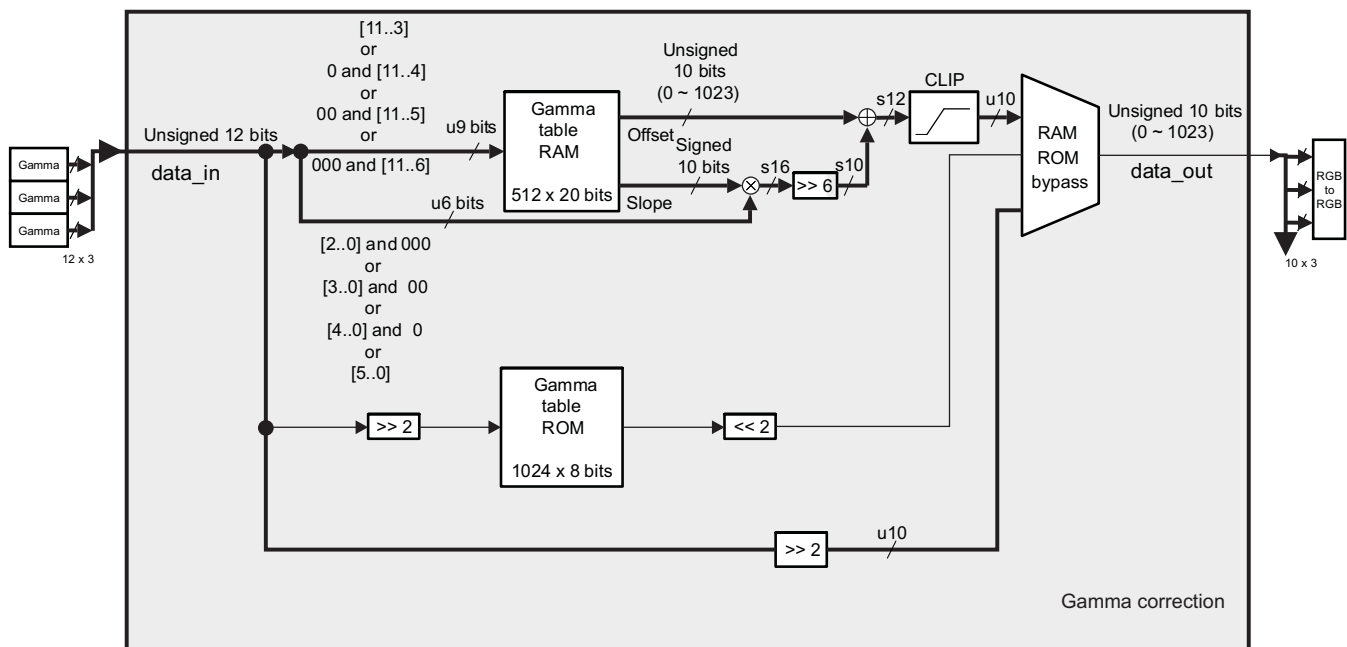 [11..3]
or
0 and [11..4]
or
00 and [11..5]
or
000 and [11..6]
Unsigned 12 bits
data_in
Gamma
Gamma
Gamma
12 x 3
u9 bits
u6 bits
Gamma
table
RAM
512 x 20 bits
Unsigned
10 bits
(0 ~ 1023)
Offset
Signed
10 bits
Slope
s16
>> 6
s10
s12
CLIP
u10
RAM
ROM
bypass
Unsigned 10 bits
(0 ~ 1023)
data_out
RGB
to
RGB
10 x 3
[2..0] and 000
or
[3..0] and 00
or
[4..0] and 0
or
[5..0]
>> 2
Gamma
table
ROM
1024 x 8 bits
<< 2
>> 2
u10
Gamma correction